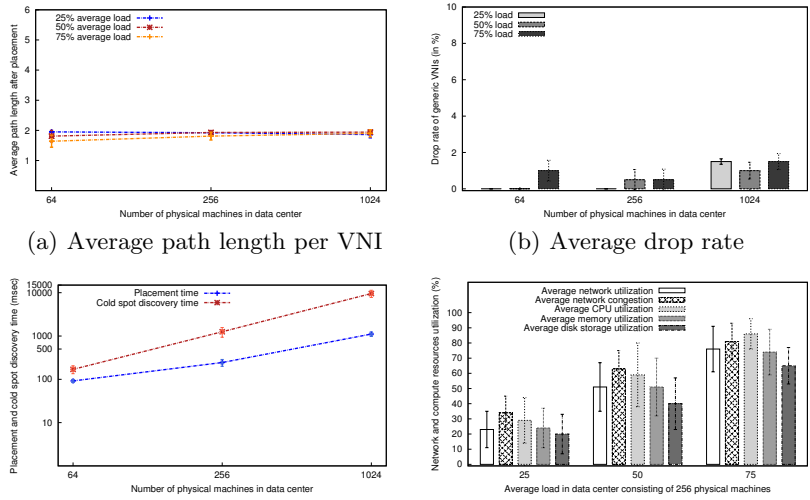 Average path length after placement
6
5
4
3
2
1
25% average load
50% average load
75% average load
64
256
1024
Number of physical machines in data center
(a) Average path length per VNI
Drop rate of generic VNIs (in %)
10
8
6
4
2
0
25% load
50% load
75% load
64
256
1024
Number of physical machines in data center
(b) Average drop rate
Placement and cold spot discovery time (msec)
15000
10000
1000
500
100
10
Placement time
Cold spot discovery time
64
256
1024
Number of physical machines in data center
Network and compute resources utilization (%)
100
90
80
70
60
50
40
30
20
10
0
Average network utilization
Average network congestion
Average CPU utilization
Average memory utilization
Average disk storage utilization
25
50
75
Average load in data center consisting of 256 physical machines